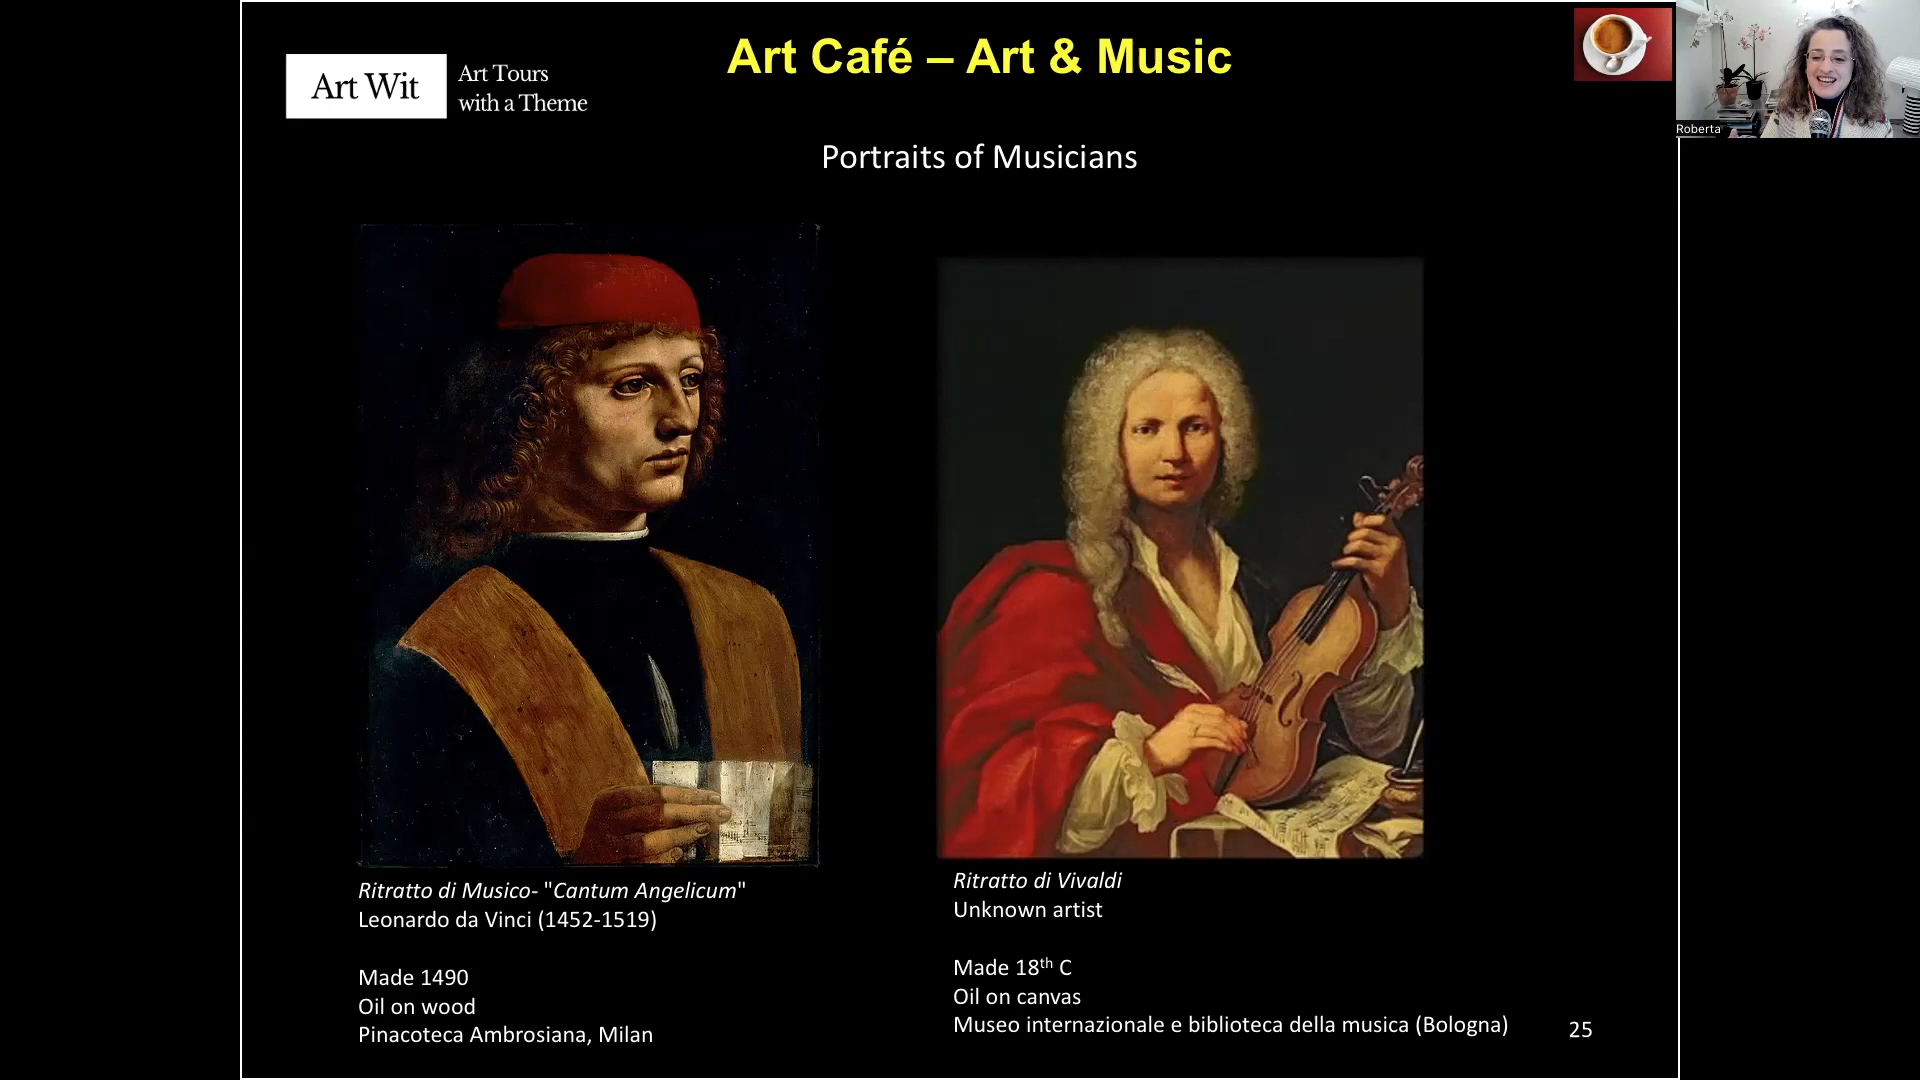 Art Café – Art & Music
Art Wit
Art Tours
with a Theme
Roberta
Portraits of Musicians
Ritratto di Musico- "Cantum Angelicum"
Leonardo da Vinci (1452-1519)
Made 1490
Oil on wood
Pinacoteca Ambrosiana, Milan
Ritratto di Vivaldi
Unknown artist
Made 18th C
Oil on canvas
Museo internazionale e biblioteca della musica (Bologna)
25